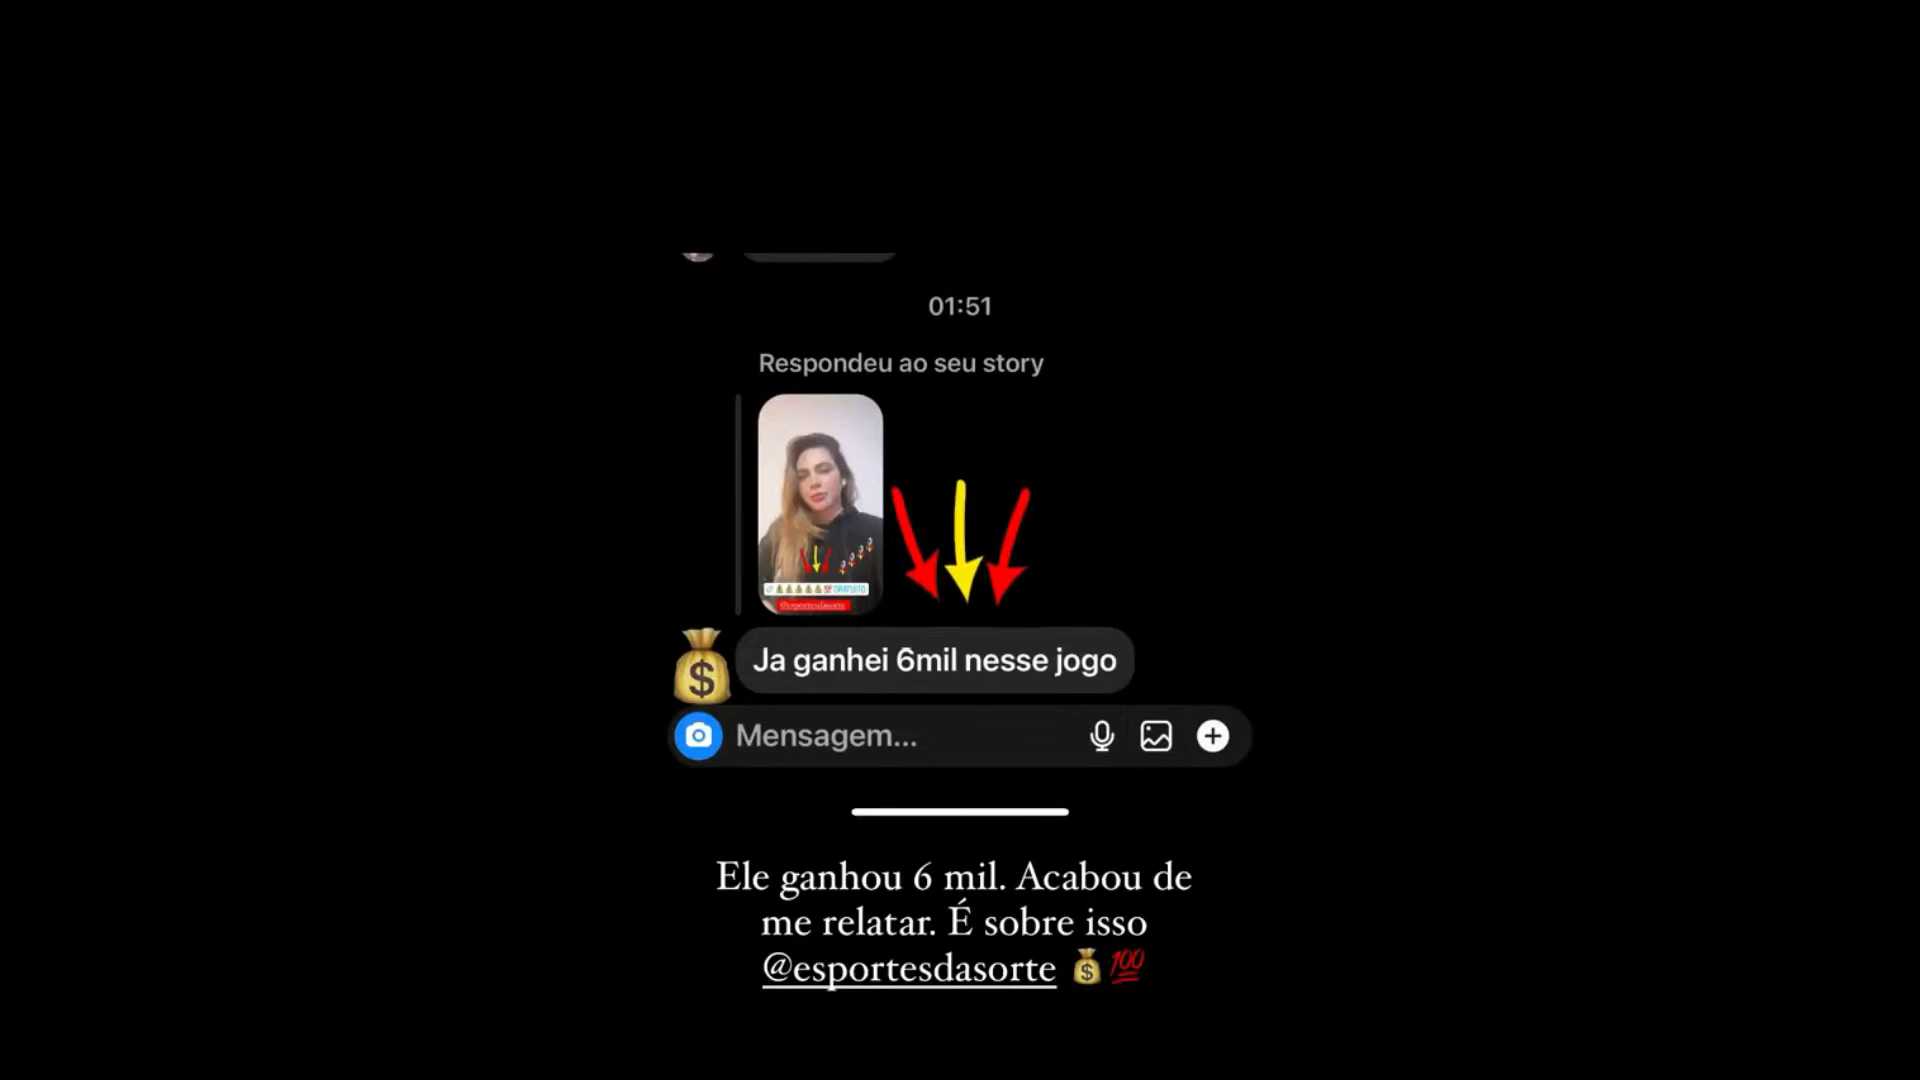 01:51
Respondeu ao seu story
GRATUITO
Ja ganhei 6mil nesse jogo
Mensagem...
Ele ganhou 6 mil. Acabou de
me relatar. É sobre isso
@esportesdasorte 💰💯